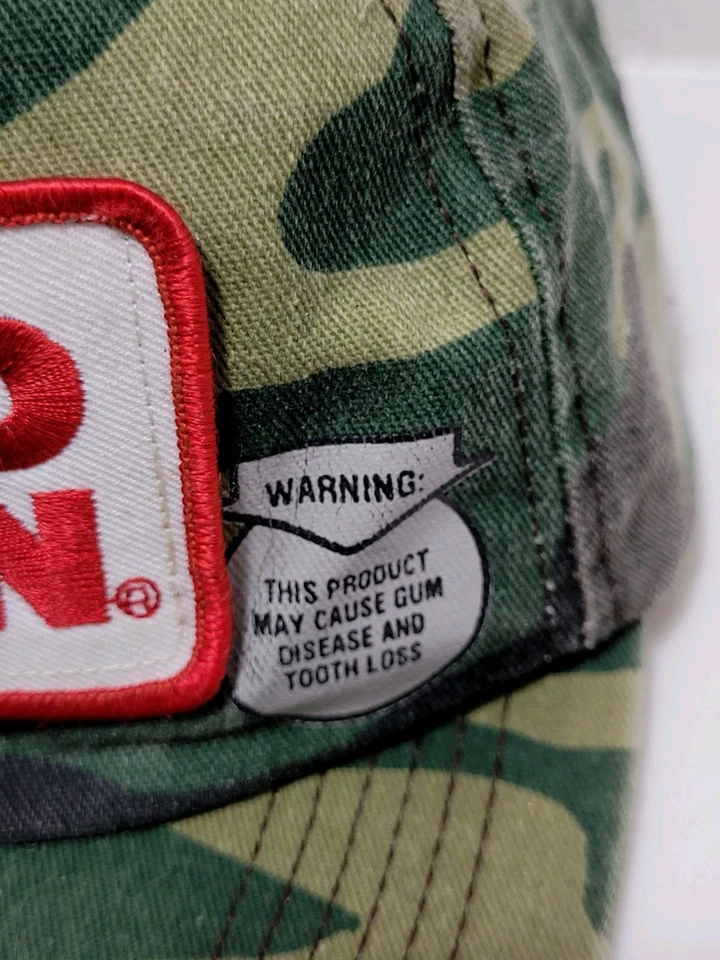 D
N®
WARNING:
THIS PRODUCT
MAY CAUSE GUM
DISEASE AND
TOOTH LOSS